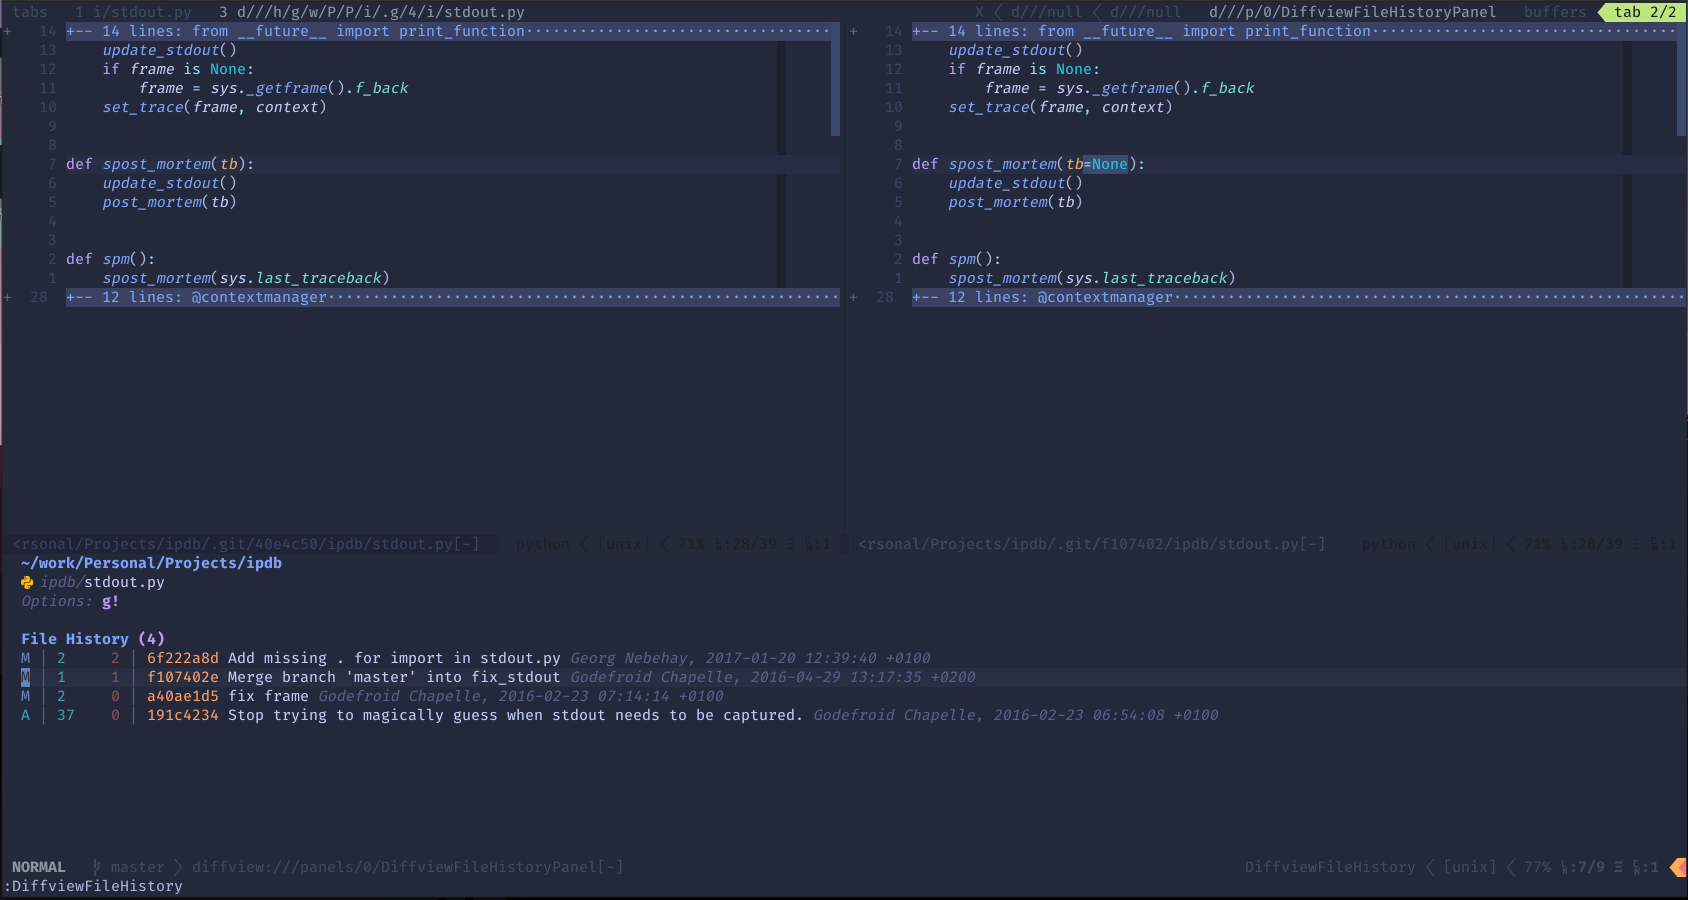 tabs 1 i/stdout.py 3 d///h/g/w/P/P/i/.g/4/i/stdout.py X d///null d///null d///p/0/DiffviewFileHistoryPanel buffers tab 2/2
+ 14 +-- 14 lines: from __future__ import print_function
13 update_stdout()
12 if frame is None:
11 frame = sys._getframe().f_back
10 set_trace(frame, context)
9
8
7 def spost_mortem(tb):
6 update_stdout()
5 post_mortem(tb)
4
3
2 def spm():
1 spost_mortem(sys.last_traceback)
+ 28 +-- 12 lines: @contextmanager
<rsonal/Projects/ipdb/.git/40e4c50/ipdb/stdout.py[-] python [unix] 71% :28/39 :1
+ 14 +-- 14 lines: from __future__ import print_function
13 update_stdout()
12 if frame is None:
11 frame = sys._getframe().f_back
10 set_trace(frame, context)
9
8
7 def spost_mortem(tb=None):
6 update_stdout()
5 post_mortem(tb)
4
3
2 def spm():
1 spost_mortem(sys.last_traceback)
+ 28 +-- 12 lines: @contextmanager
<rsonal/Projects/ipdb/.git/f107402/ipdb/stdout.py[-] python [unix] 71% :28/39 :1
~/work/Personal/Projects/ipdb
ipdb/stdout.py
Options: g!
File History (4)
M | 2 2 | 6f222a8d Add missing . for import in stdout.py Georg Nebehay, 2017-01-20 12:39:40 +0100
M | 1 1 | f107402e Merge branch 'master' into fix_stdout Godefroid Chapelle, 2016-04-29 13:17:35 +0200
M | 2 0 | a40ae1d5 fix frame Godefroid Chapelle, 2016-02-23 07:14:14 +0100
A | 37 0 | 191c4234 Stop trying to magically guess when stdout needs to be captured. Godefroid Chapelle, 2016-02-23 06:54:08 +0100
NORMAL master diffview:///panels/0/DiffviewFileHistoryPanel[-] DiffviewFileHistory [unix] 77% :7/9 :1
:DiffviewFileHistory